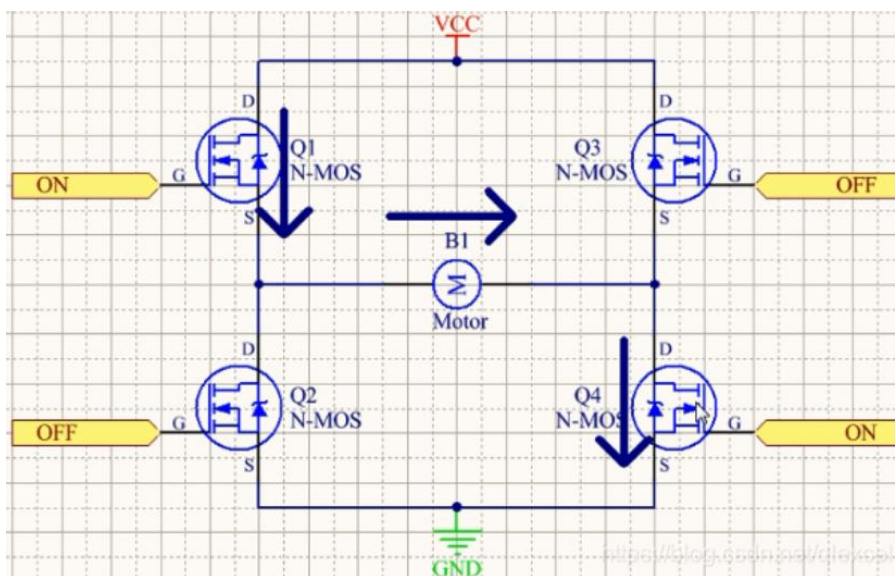 VCC
D
D
Q1
N-MOS
Q3
N-MOS
G
G
ON
OFF
S
S
B1
M
Motor
D
D
Q2
N-MOS
Q4
N-MOS
G
G
OFF
ON
S
S
GND